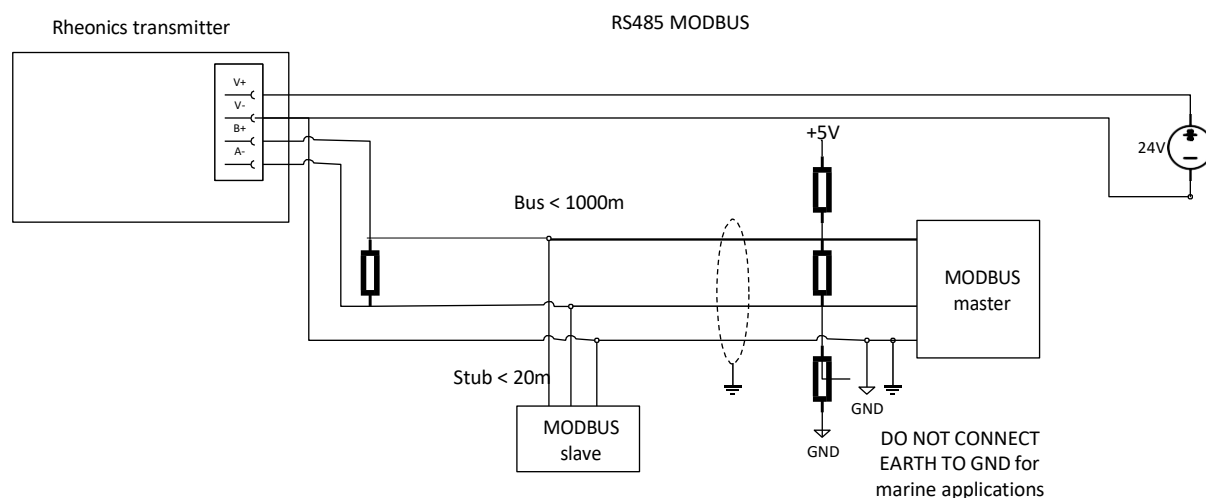 RS485 MODBUS
Rheonics transmitter
V+
V-
B+
A-
+5V
24V
Bus < 1000m
MODBUS
master
Stub < 20m
MODBUS
slave
GND
GND
DO NOT CONNECT
EARTH TO GND for
marine applications